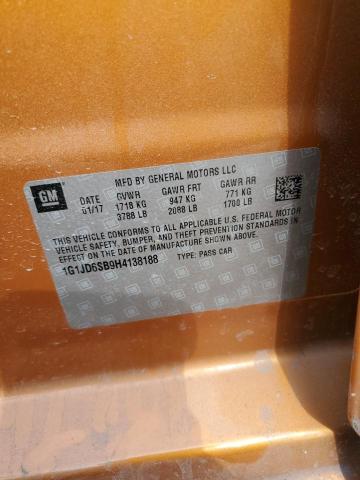 GM
MFD BY GENERAL MOTORS LLC
DATE GVWR GAWR FRT GAWR RR
01/17 1718 KG 947 KG 771 KG
3788 LB 2088 LB 1700 LB
THIS VEHICLE CONFORMS TO ALL APPLICABLE U.S. FEDERAL MOTOR
VEHICLE SAFETY, BUMPER, AND THEFT PREVENTION STANDARDS IN
EFFECT ON THE DATE OF MANUFACTURE SHOWN ABOVE.
1G1JD6SB9H4138188 TYPE: PASS CAR